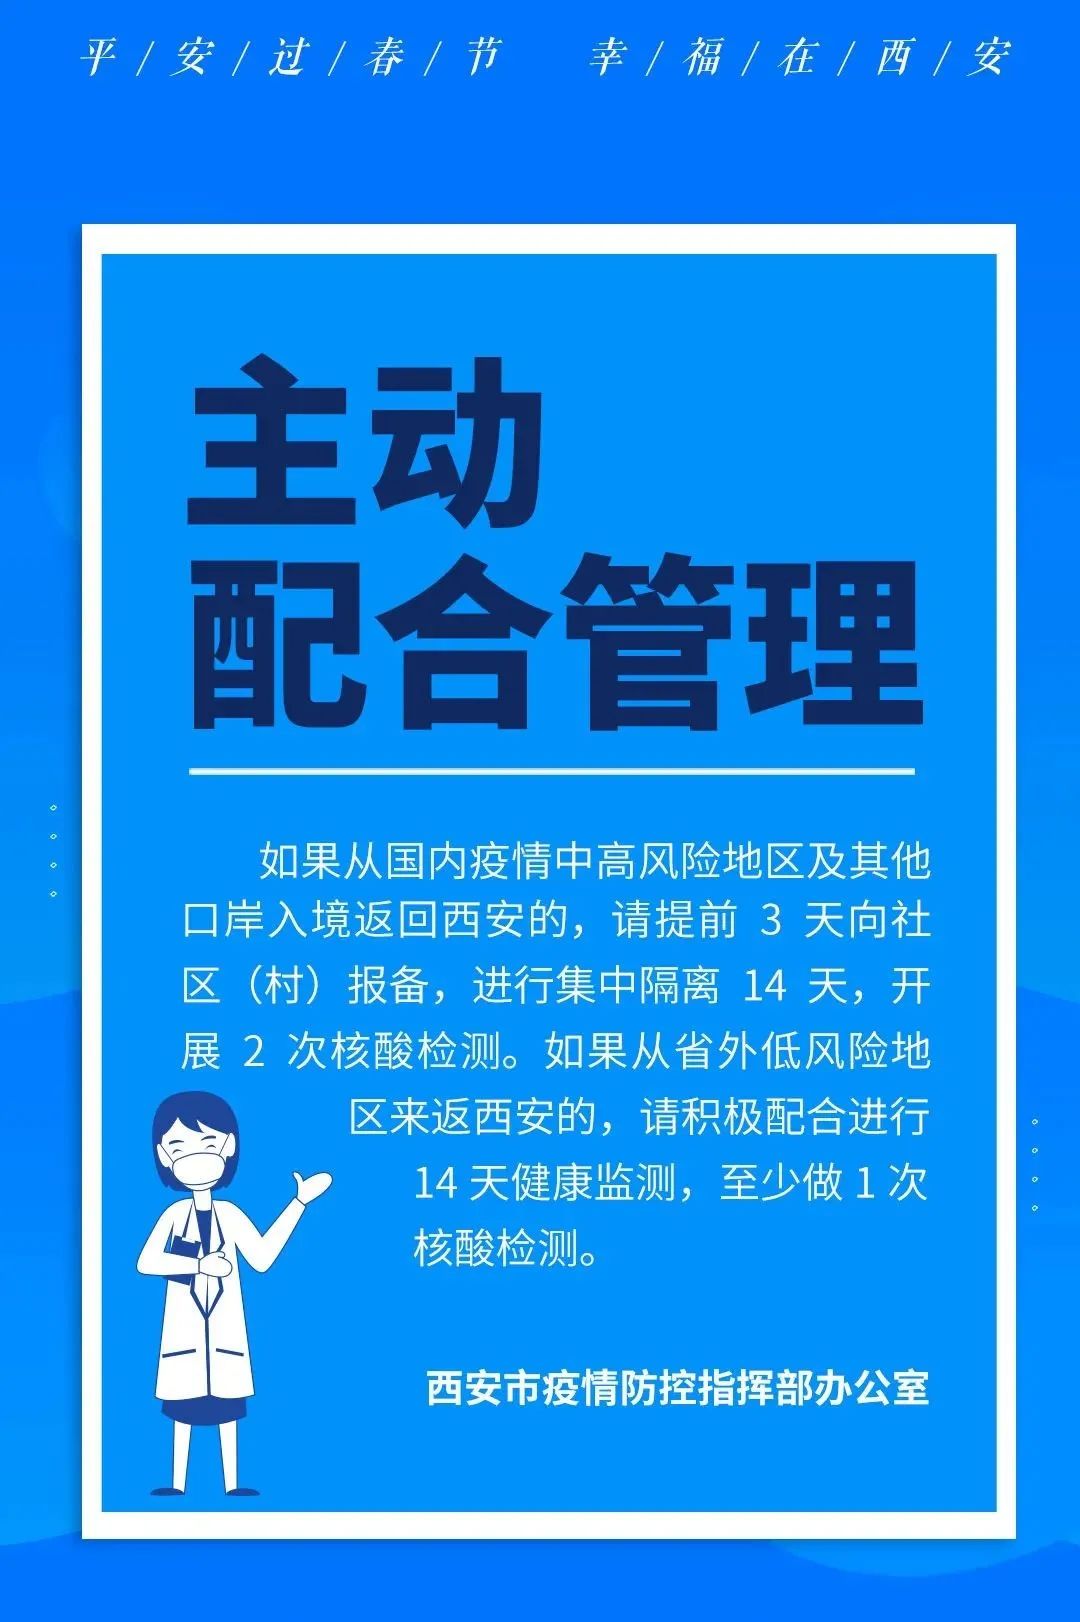 平/安/过/春/节 幸/福/在/西/安
主动
配合管理
如果从国内疫情中高风险地区及其他
口岸入境返回西安的，请提前 3 天向社
区（村）报备，进行集中隔离 14 天，开
展 2 次核酸检测。如果从省外低风险地
区来返西安的，请积极配合进行
14 天健康监测，至少做 1 次
核酸检测。
西安市疫情防控指挥部办公室